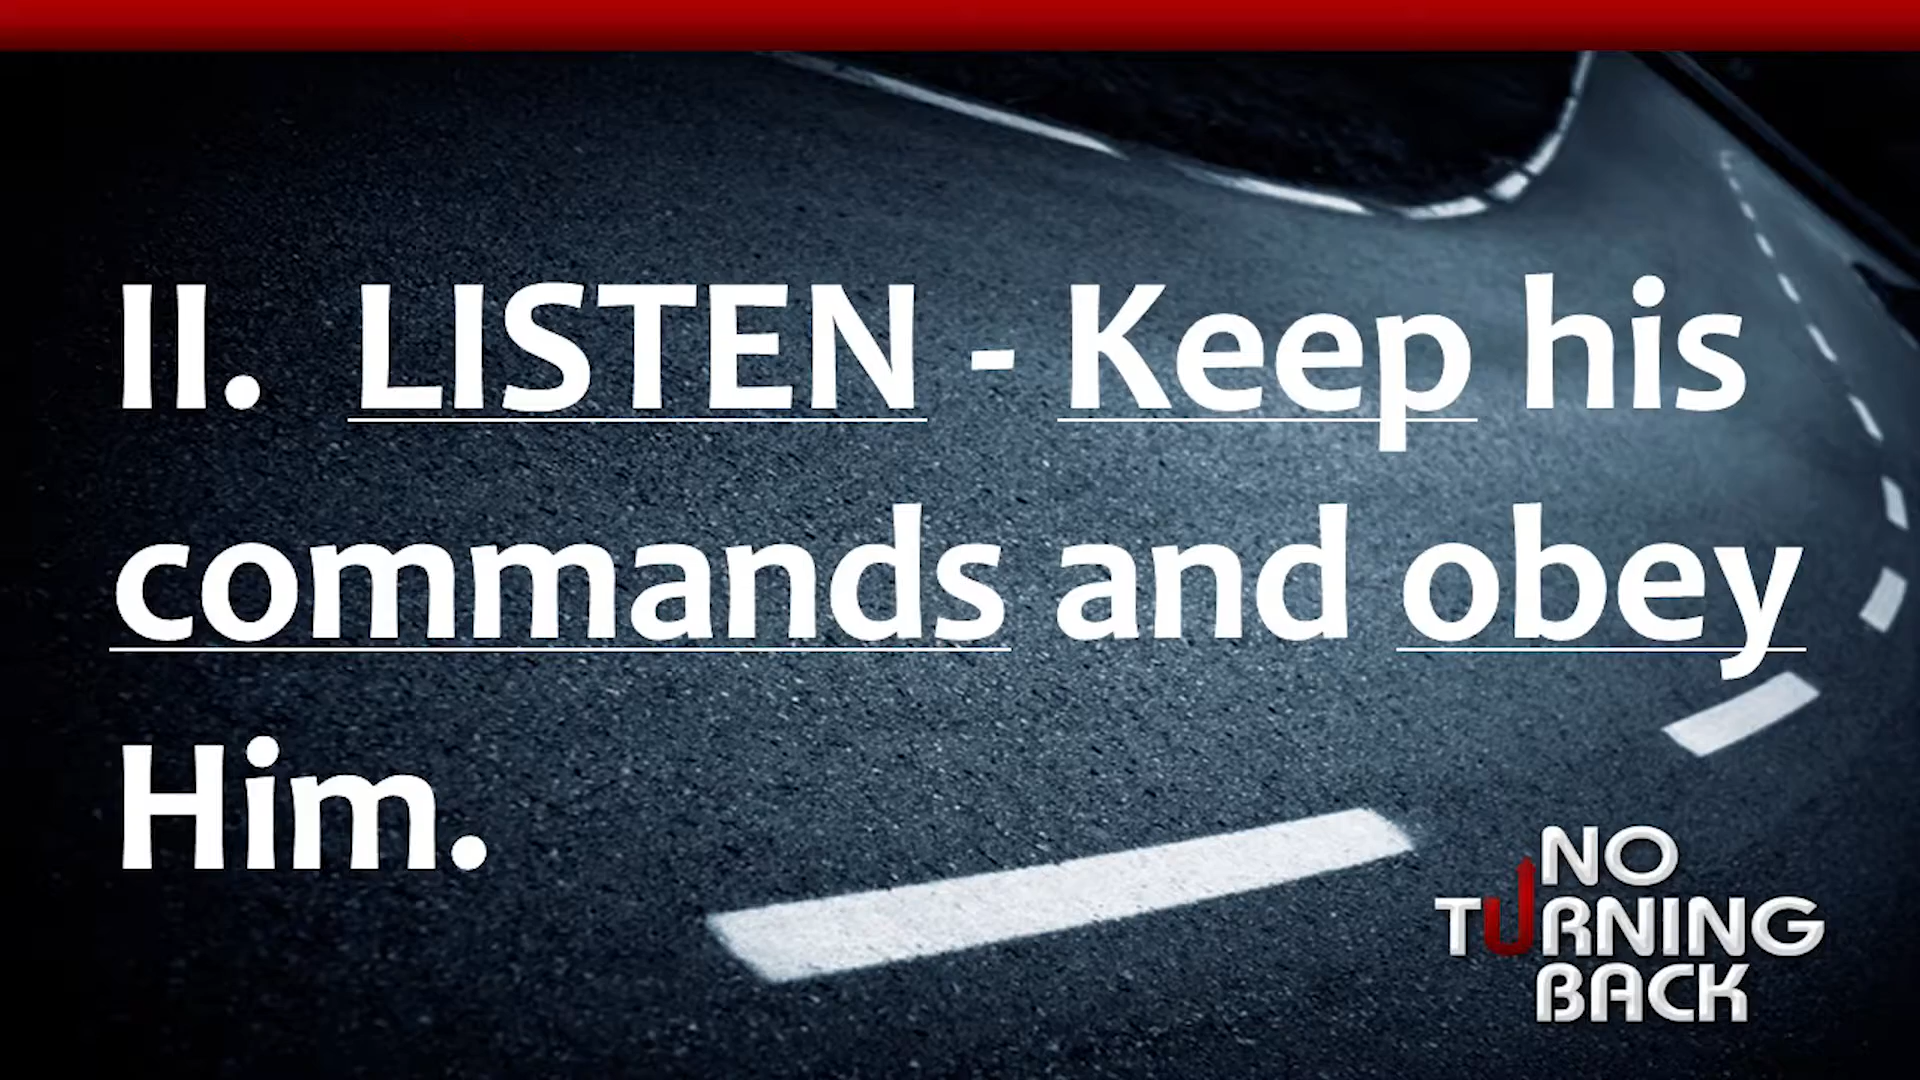 II. LISTEN - Keep his
commands and obey
Him.
NO
TURNING
BACK